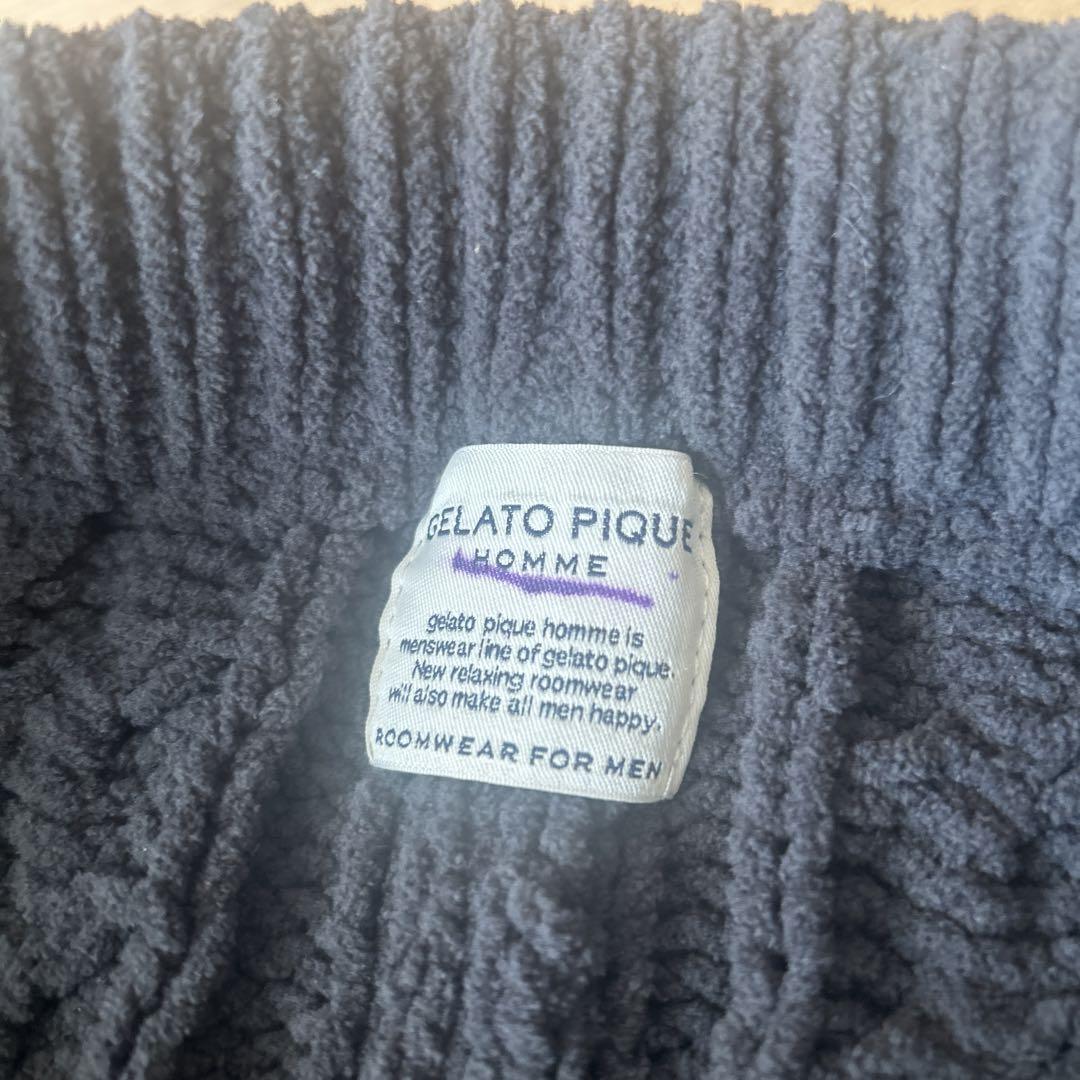 GELATO PIQUE
HOMME
gelato pique homme is
menswear line of gelato pique.
New relaxing roomwear
will also make all men happy.
ROOMWEAR FOR MEN